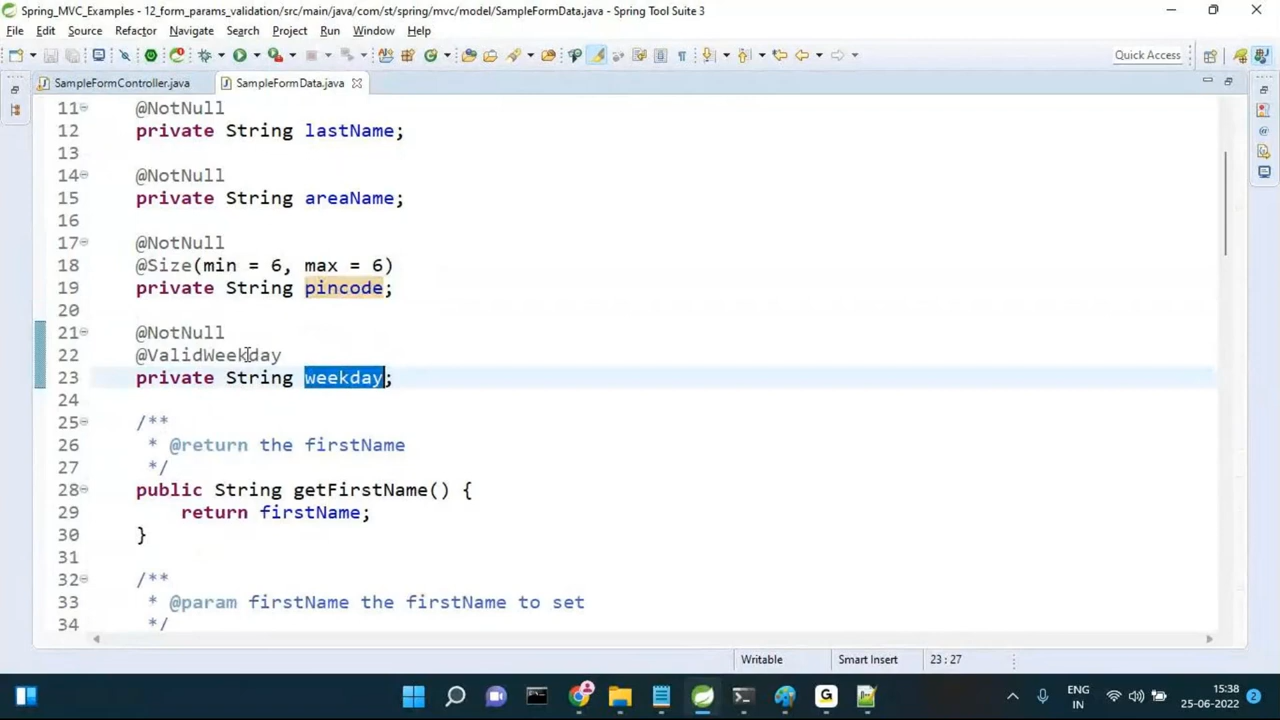 Spring_MVC_Examples - 12_form_params_validation/src/main/java/com/st/spring/mvc/model/SampleFormData.java - Spring Tool Suite 3
File Edit Source Refactor Navigate Search Project Run Window Help
Quick Access
SampleFormController.java SampleFormData.java
11 @NotNull
12 private String lastName;
13
14 @NotNull
15 private String areaName;
16
17 @NotNull
18 @Size(min = 6, max = 6)
19 private String pincode;
20
21 @NotNull
22 @ValidWeekday
23 private String weekday;
24
25 /**
26 * @return the firstName
27 */
28 public String getFirstName() {
29 return firstName;
30 }
31
32 /**
33 * @param firstName the firstName to set
34 */
Writable Smart Insert 23 : 27
ENG
IN
15:38
25-06-2022
2